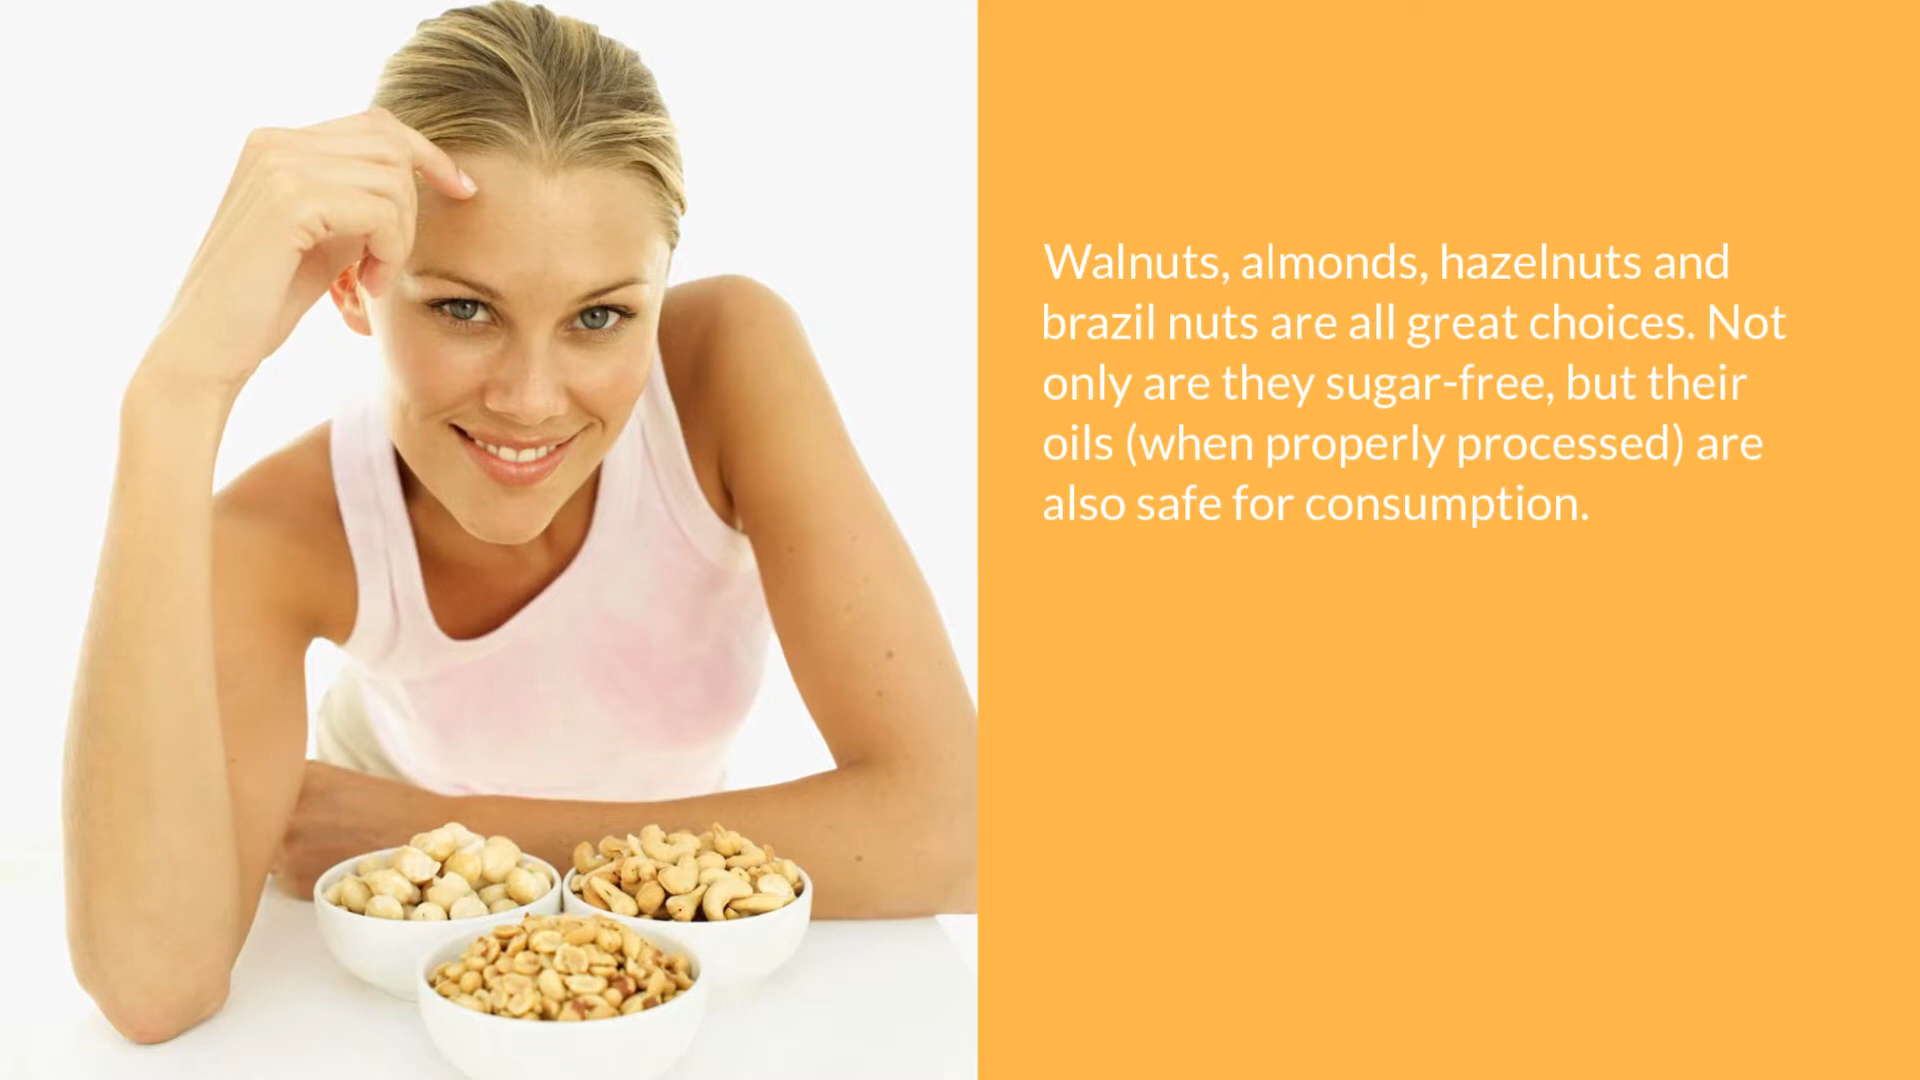 Walnuts, almonds, hazelnuts and
brazil nuts are all great choices. Not
only are they sugar-free, but their
oils (when properly processed) are
also safe for consumption.